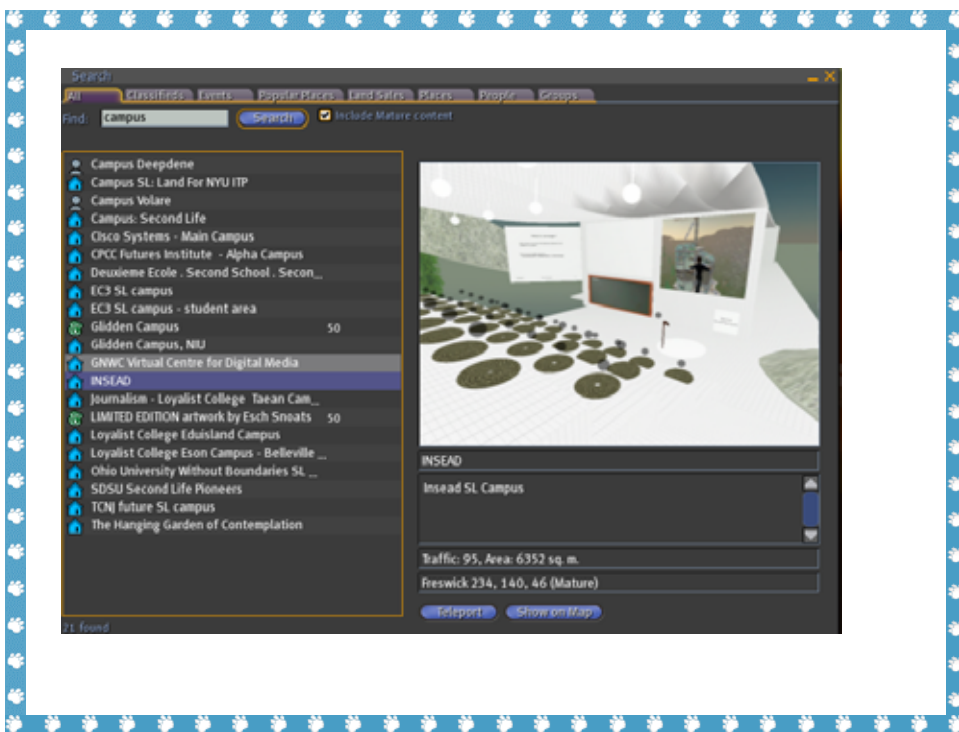 Search
All Classifieds Events Popular Places Land Sales Places People Groups
Find: campus Search Include Mature content
Campus Deepdene
Campus SL: Land For NYU ITP
Campus Volare
Campus: Second Life
Cisco Systems - Main Campus
CPCC Futures Institute - Alpha Campus
Deuxieme Ecole . Second School . Secon_
EC3 SL campus
EC3 SL campus - student area
Glidden Campus 50
Glidden Campus, NIU
GNWC Virtual Centre for Digital Media
INSEAD
Journalism - Loyalist College Taean Cam_
LIMITED EDITION artwork by Esch Snoats 50
Loyalist College Eduisland Campus
Loyalist College Eson Campus - Belleville _
Ohio University Without Boundaries SL _
SDSU Second Life Pioneers
TCNJ future SL campus
The Hanging Garden of Contemplation
21 found
INSEAD
Insead SL Campus
Traffic: 95, Area: 6352 sq. m.
Freswick 234, 140, 46 (Mature)
Teleport Show on Map